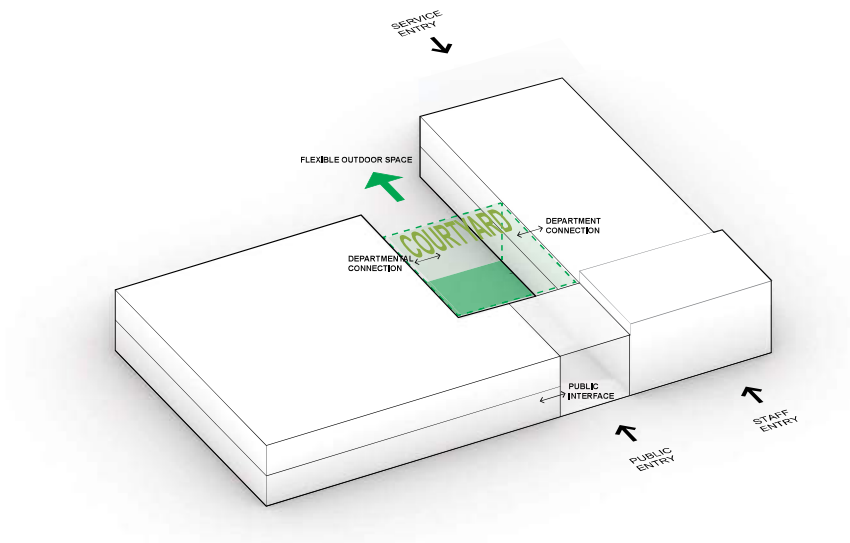 SERVICE
ENTRY
FLEXIBLE OUTDOOR SPACE
COURTYARD
DEPARTMENT
CONNECTION
DEPARTMENTAL
CONNECTION
PUBLIC
INTERFACE
STAFF
ENTRY
PUBLIC
ENTRY